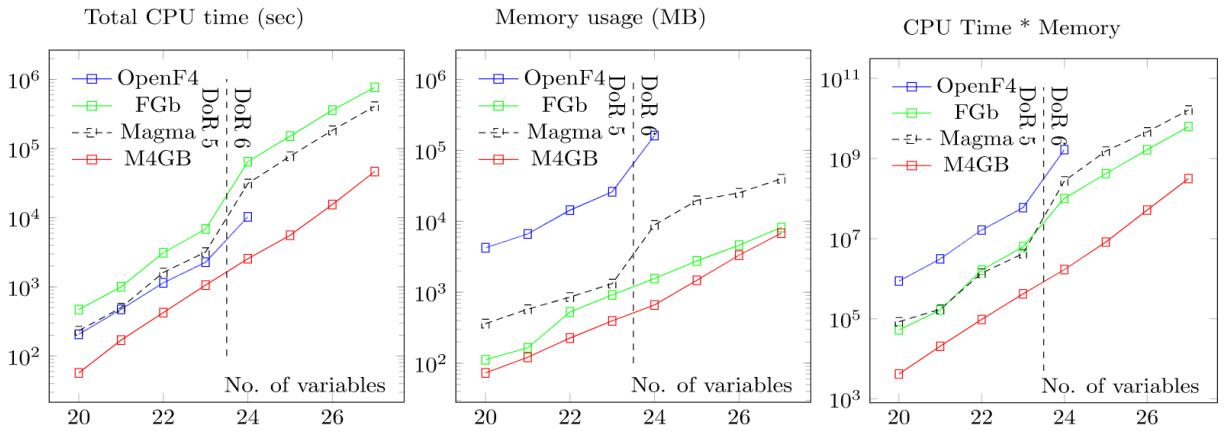 Total CPU time (sec)
10^6
10^5
10^4
10^3
10^2
OpenF4
FGb
Magma
M4GB
DoR 5
DoR 6
No. of variables
20 22 24 26
Memory usage (MB)
10^6
10^5
10^4
10^3
10^2
OpenF4
FGb
Magma
M4GB
DoR 5
DoR 6
No. of variables
20 22 24 26
CPU Time * Memory
10^11
10^9
10^7
10^5
10^3
OpenF4
FGb
Magma
M4GB
DoR 5
DoR 6
No. of variables
20 22 24 26